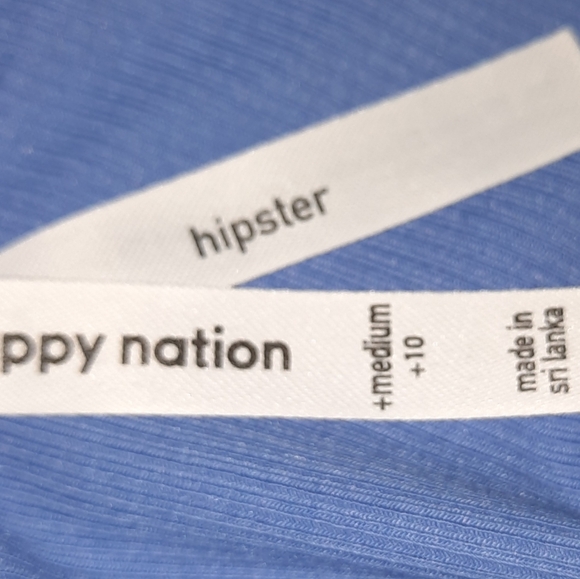 hipster
ppy nation
+medium
+10
made in
sri lanka